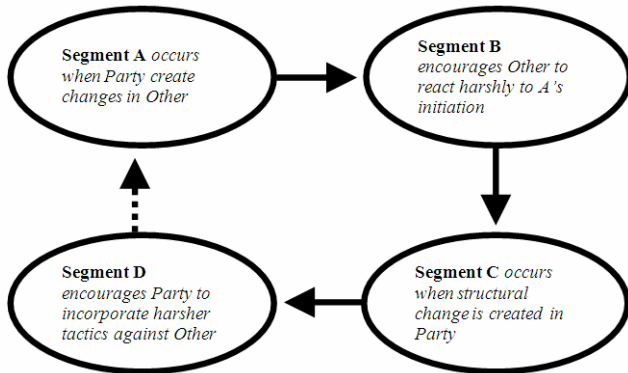 Segment A occurs
when Party create
changes in Other
Segment B
encourages Other to
react harshly to A's
initiation
Segment D
encourages Party to
incorporate harsher
tactics against Other
Segment C occurs
when structural
change is created in
Party